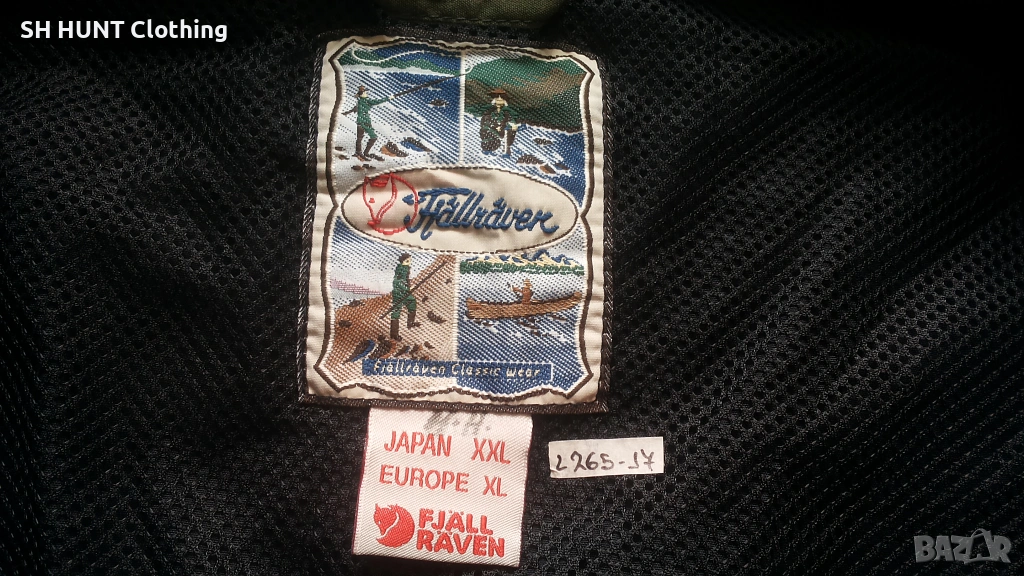 SH HUNT Clothing
Fjällräven
Fjällräven Classic wear
JAPAN XXL
EUROPE XL
FJÄLL
RÄVEN
2265-17
BAZAR